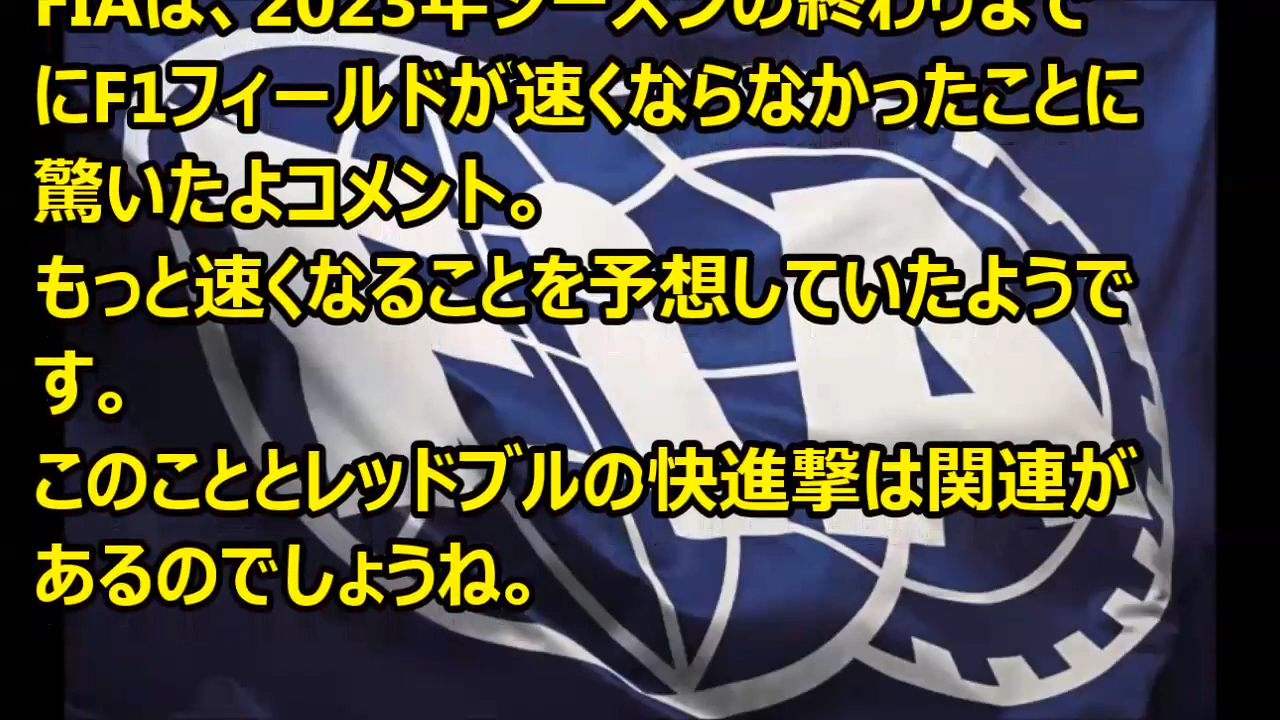 FIAは、2023年シーズンの終わりまで
にF1フィールドが速くならなかったことに
驚いたよコメント。
もっと速くなることを予想していたようで
す。
このこととレッドブルの快進撃は関連が
あるのでしょうね。
FIA